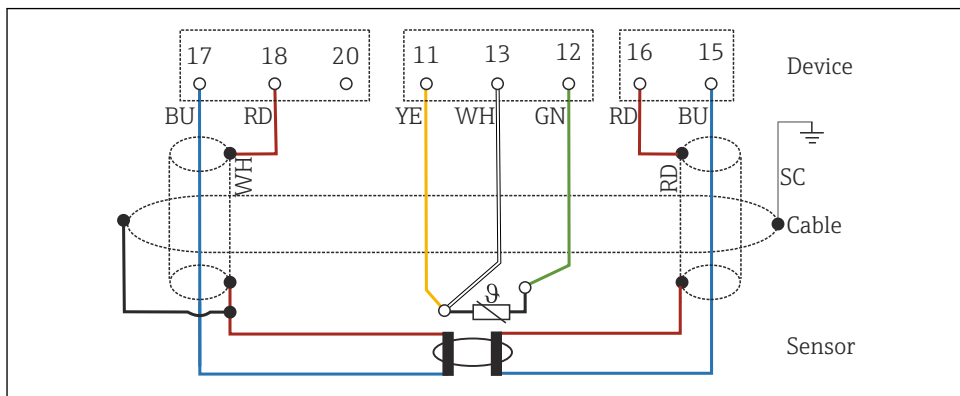 17 18 20 11 13 12 16 15
Device
BU RD YE WH GN RD BU
WH RD SC
Cable
ϑ
Sensor